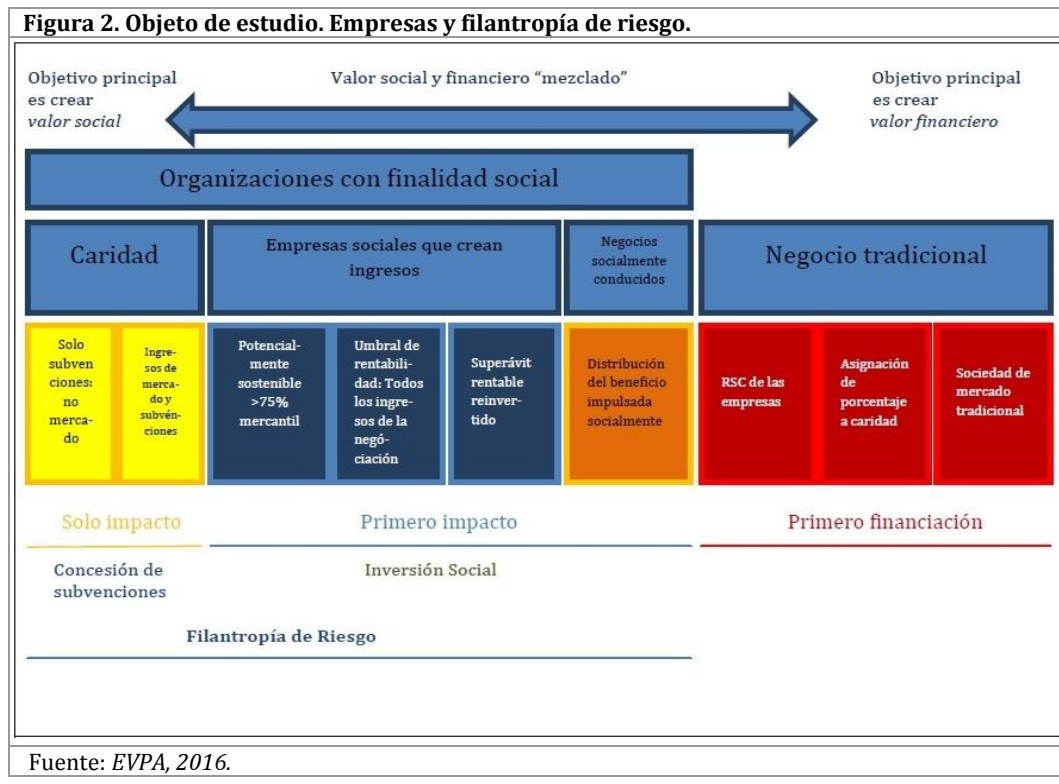 Figura 2. Objeto de estudio. Empresas y filantropía de riesgo.
Objetivo principal
es crear
valor social
Valor social y financiero “mezclado”
Objetivo principal
es crear
valor financiero
Organizaciones con finalidad social
Caridad
Empresas sociales que crean
ingresos
Negocios
socialmente
conducidos
Negocio tradicional
Solo
subven
ciones:
no
merca-
do
Ingre-
sos de
merca-
do y
subvén-
ciones
Potencial-
mente
sostenible
>75%
mercantil
Umbral de
rentabili-
dad: Todos
los ingre-
sos de la
negó-
ciación
Superávit
rentable
reinver-
tido
Distribución
del beneficio
impulsada
socialmente
RSC de las
empresas
Asignación
de
porcentaje
a caridad
Sociedad de
mercado
tradicional
Solo impacto
Primero impacto
Primero financiación
Concesión de
subvenciones
Inversión Social
Filantropía de Riesgo
Fuente: EVPA, 2016.